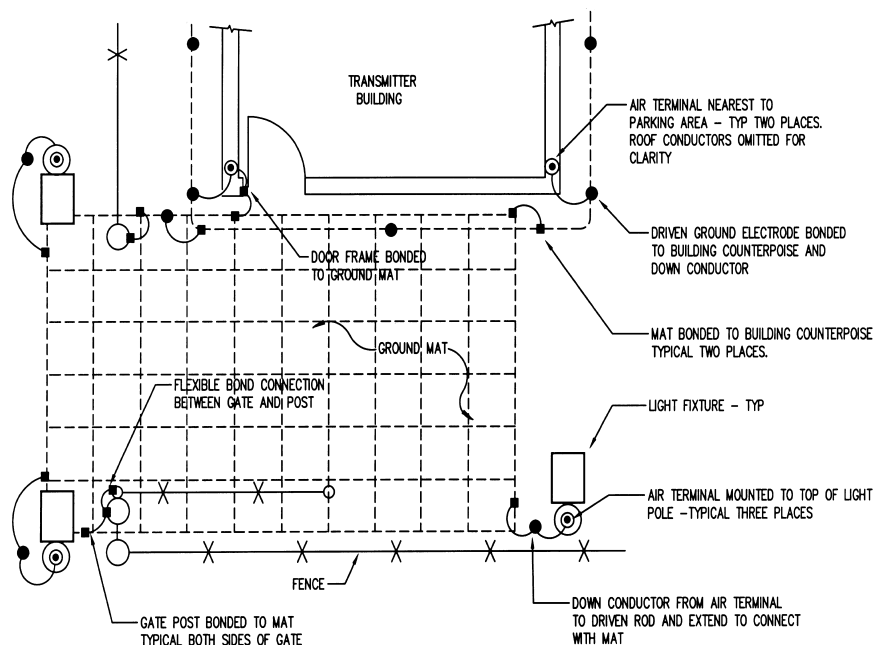 TRANSMITTER
BUILDING
AIR TERMINAL NEAREST TO
PARKING AREA - TYP TWO PLACES.
ROOF CONDUCTORS OMITTED FOR
CLARITY
DRIVEN GROUND ELECTRODE BONDED
TO BUILDING COUNTERPOISE AND
DOWN CONDUCTOR
DOOR FRAME BONDED
TO GROUND MAT
MAT BONDED TO BUILDING COUNTERPOISE
TYPICAL TWO PLACES.
GROUND MAT
FLEXIBLE BOND CONNECTION
BETWEEN GATE AND POST
LIGHT FIXTURE - TYP
AIR TERMINAL MOUNTED TO TOP OF LIGHT
POLE -TYPICAL THREE PLACES
FENCE
DOWN CONDUCTOR FROM AIR TERMINAL
TO DRIVEN ROD AND EXTEND TO CONNECT
WITH MAT
GATE POST BONDED TO MAT
TYPICAL BOTH SIDES OF GATE